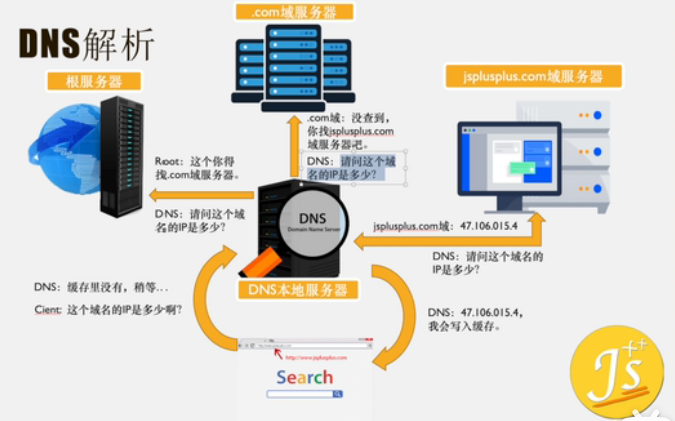 DNS解析
.com域服务器
根服务器
jsplusplus.com域服务器
.com域：没查到，
你找jsplusplus.com
域服务器吧。
DNS：请问这个域
名的IP是多少？
Rroot：这个你得
找.com域服务器。
DNS：请问这个域
名的IP是多少？
DNS
Domain Name Server
jsplusplus.com域：47.106.015.4
DNS：请问这个域名的
IP是多少？
DNS本地服务器
DNS：缓存里没有，稍等…
Cient: 这个域名的IP是多少啊？
DNS：47.106.015.4，
我会写入缓存。
http://www.jsplusplus.com
Search
Js++